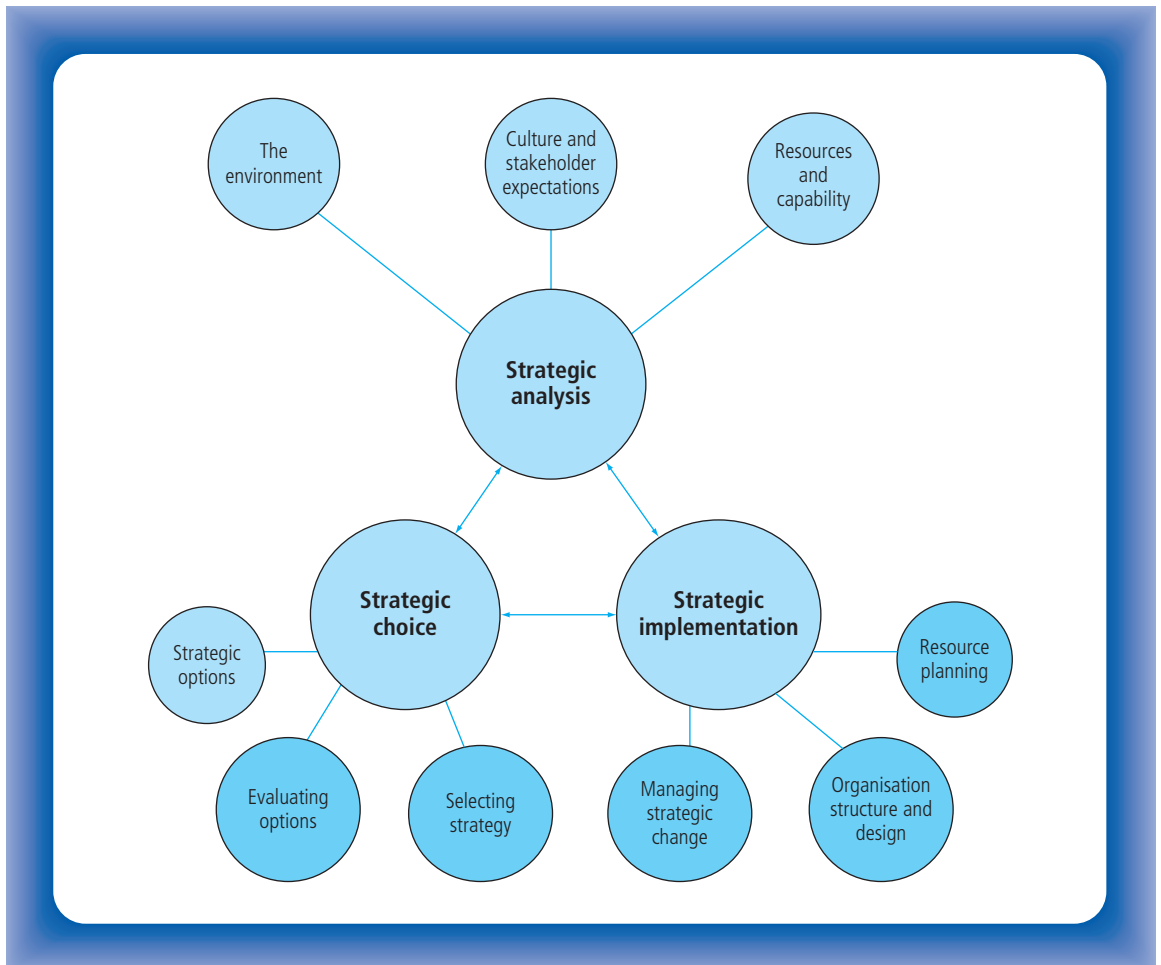 The
environment
Culture and
stakeholder
expectations
Resources
and
capability
Strategic
analysis
Strategic
choice
Strategic
implementation
Strategic
options
Resource
planning
Evaluating
options
Selecting
strategy
Managing
strategic
change
Organisation
structure and
design